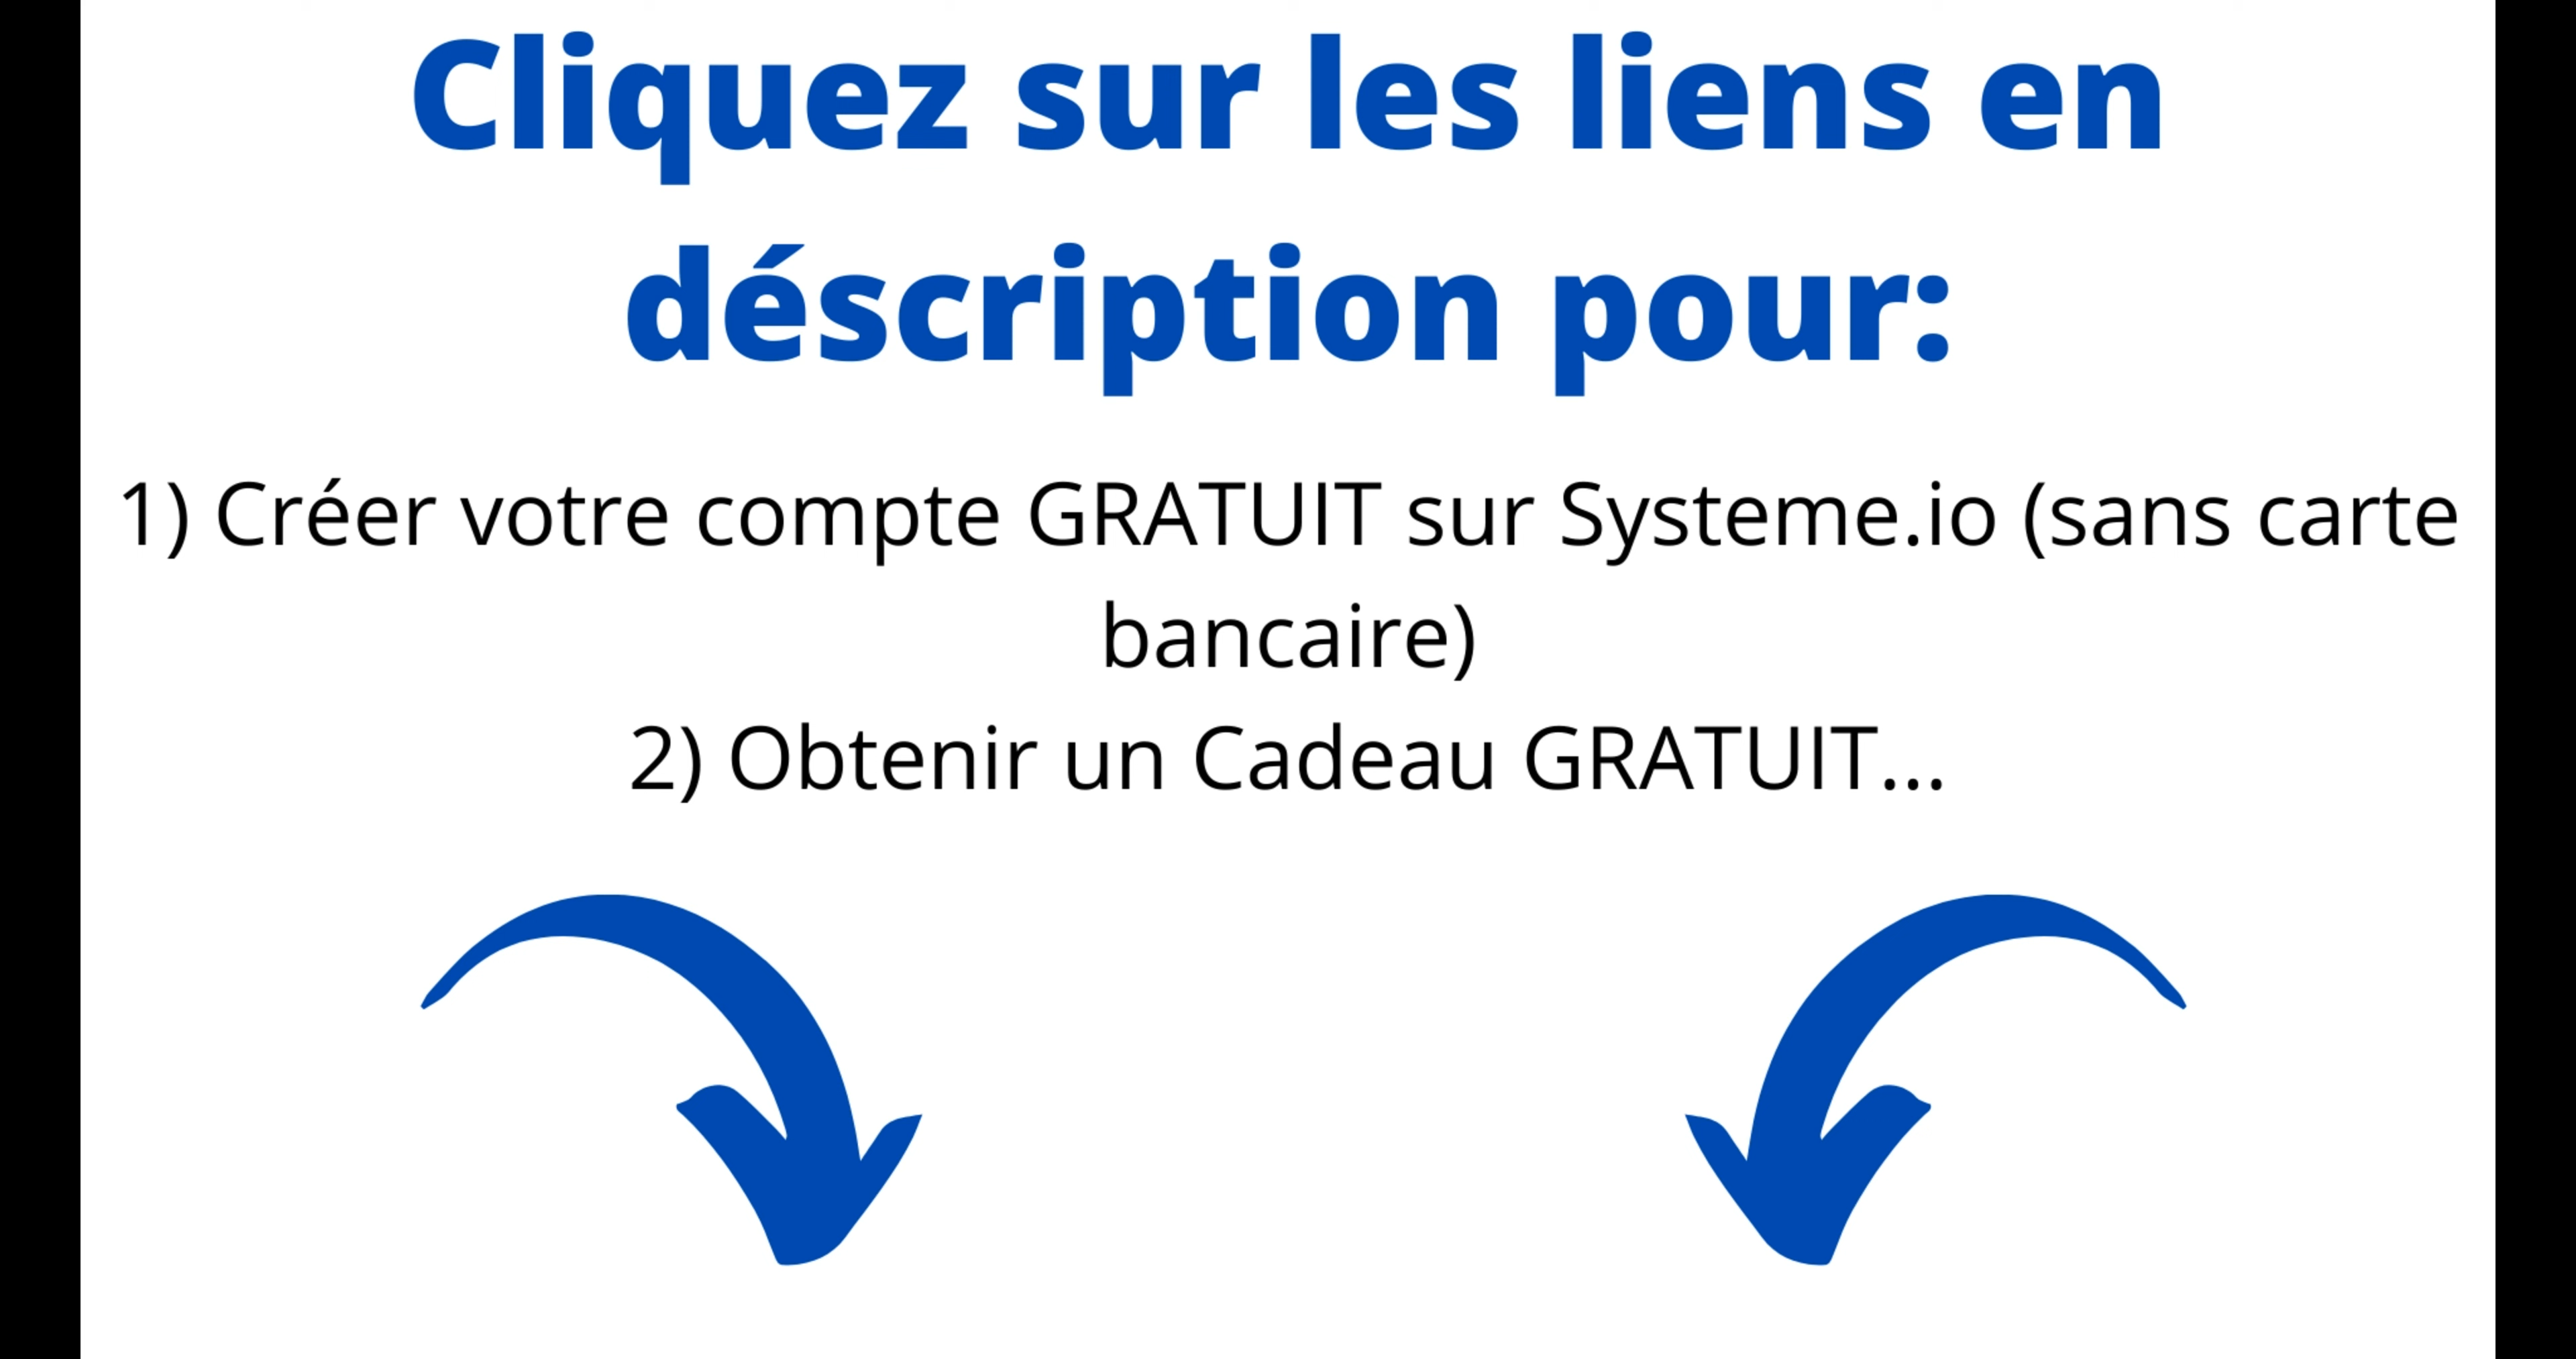 Cliquez sur les liens en
déscription pour:
1) Créer votre compte GRATUIT sur Systeme.io (sans carte
bancaire)
2) Obtenir un Cadeau GRATUIT...